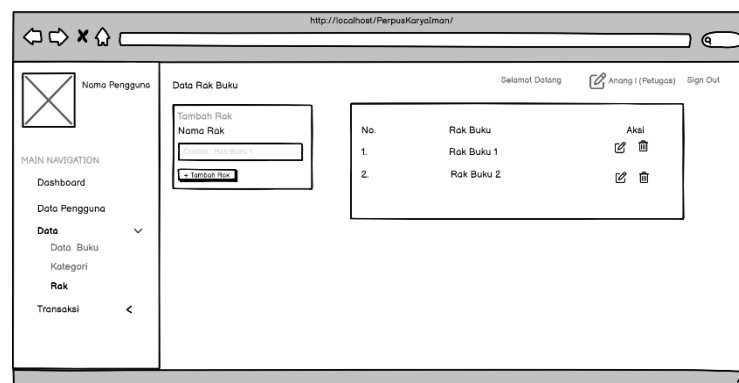 http://localhost/PerpusKaryaIman/
Nama Pengguna
Data Rak Buku
Selamat Datang
Anang I (Petugas)
Sign Out
MAIN NAVIGATION
Dashboard
Data Pengguna
Data
Data Buku
Kategori
Rak
Transaksi
Tambah Rak
Nama Rak
Contoh : Rak Buku 1
+ Tambah Rak
No. Rak Buku Aksi
1. Rak Buku 1
2. Rak Buku 2